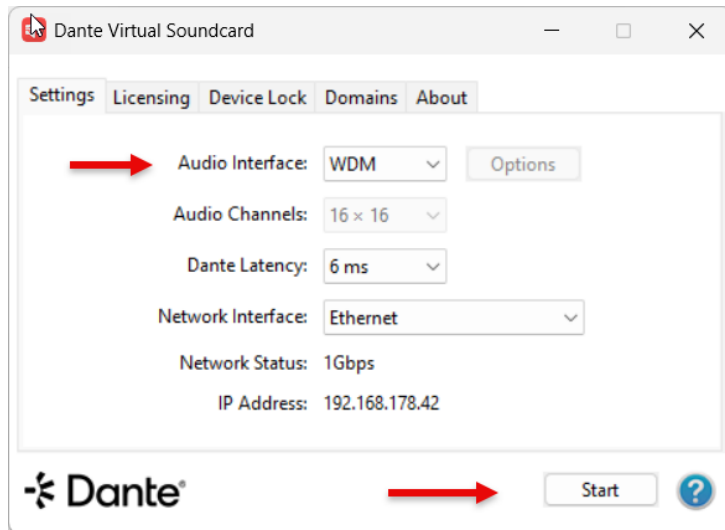 Dante Virtual Soundcard
Settings Licensing Device Lock Domains About
Audio Interface: WDM Options
Audio Channels: 16 × 16
Dante Latency: 6 ms
Network Interface: Ethernet
Network Status: 1Gbps
IP Address: 192.168.178.42
Dante® Start ?